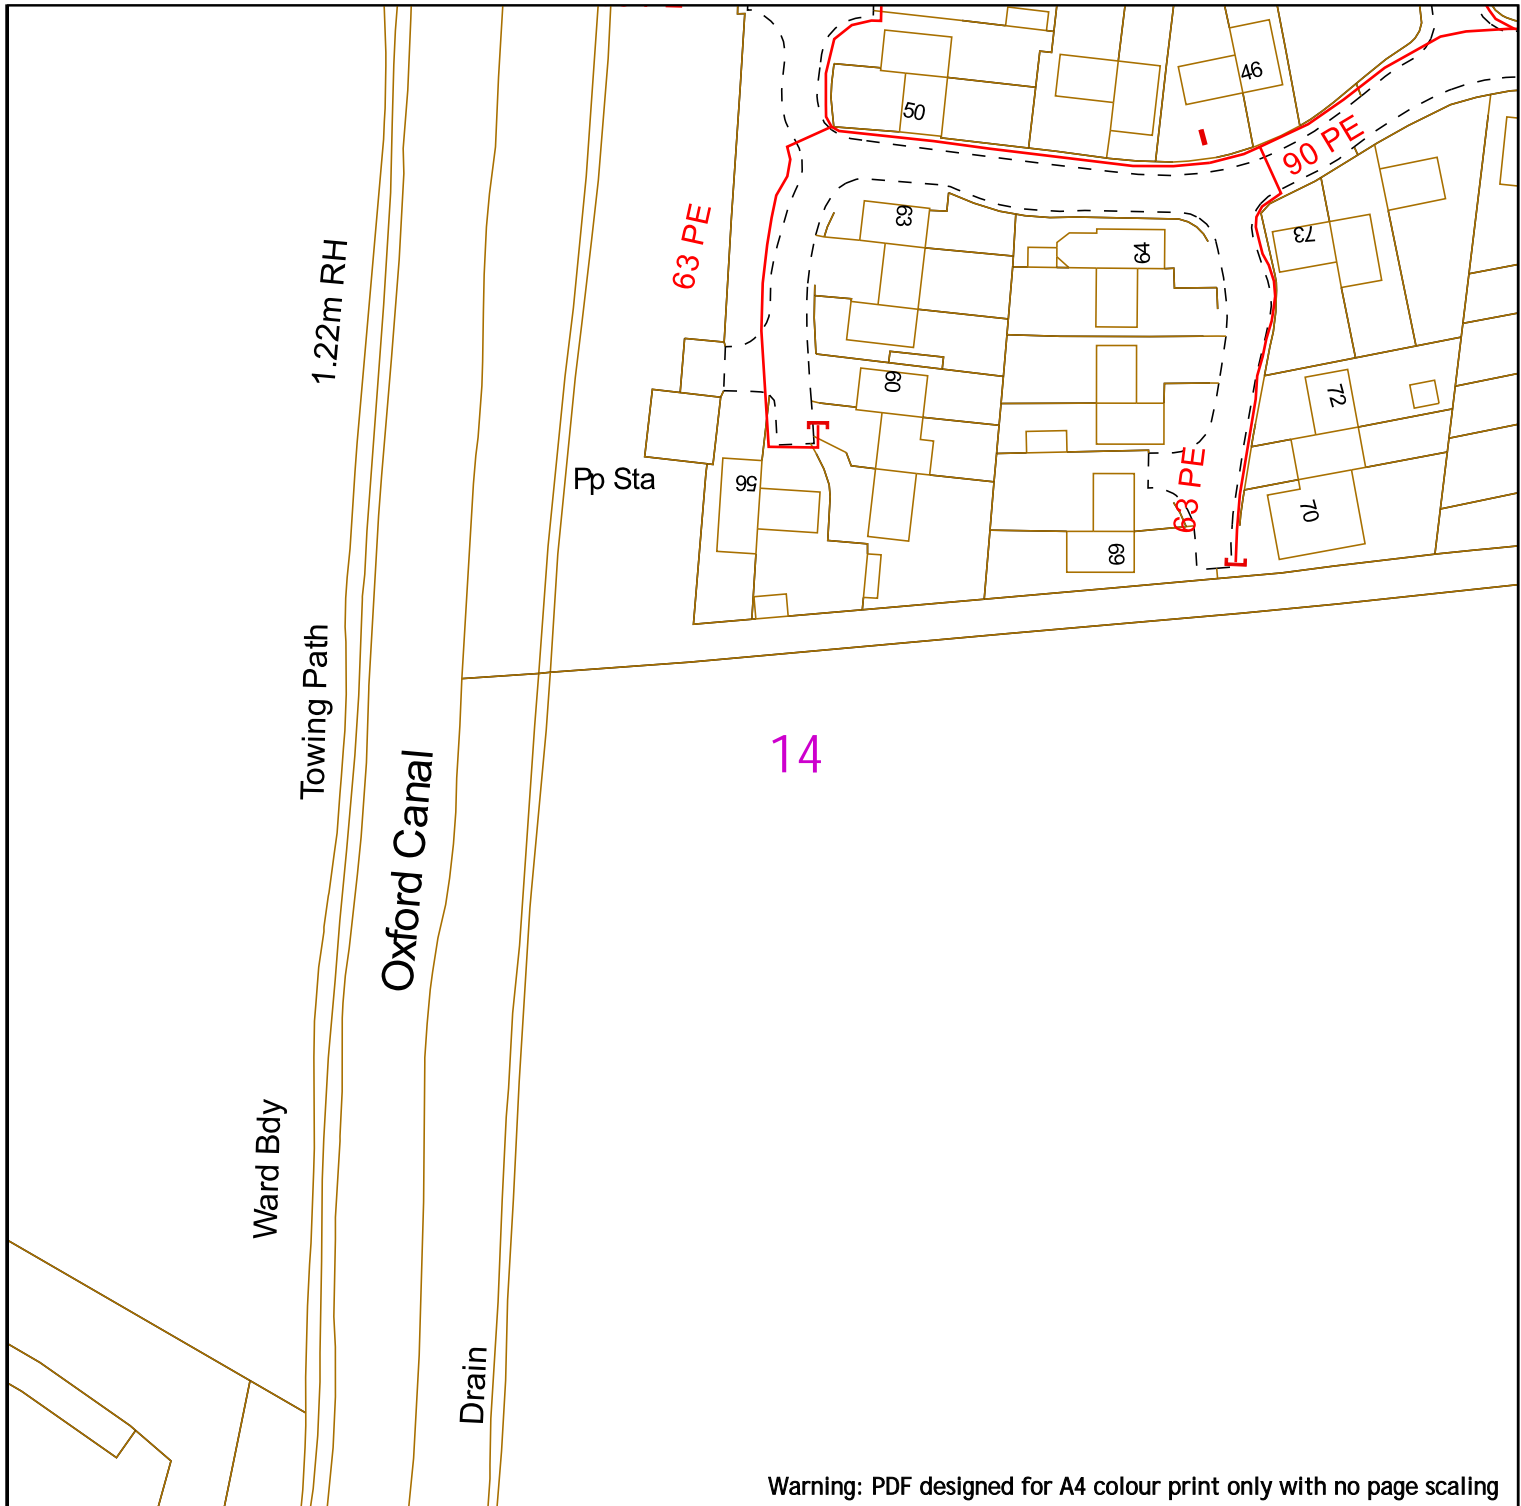 46
50
90 PE
63 PE
63
64
73
1.22m RH
60
72
Pp Sta
56
63 PE
70
69
Towing Path
14
Oxford Canal
Ward Bdy
Drain
Warning: PDF designed for A4 colour print only with no page scaling